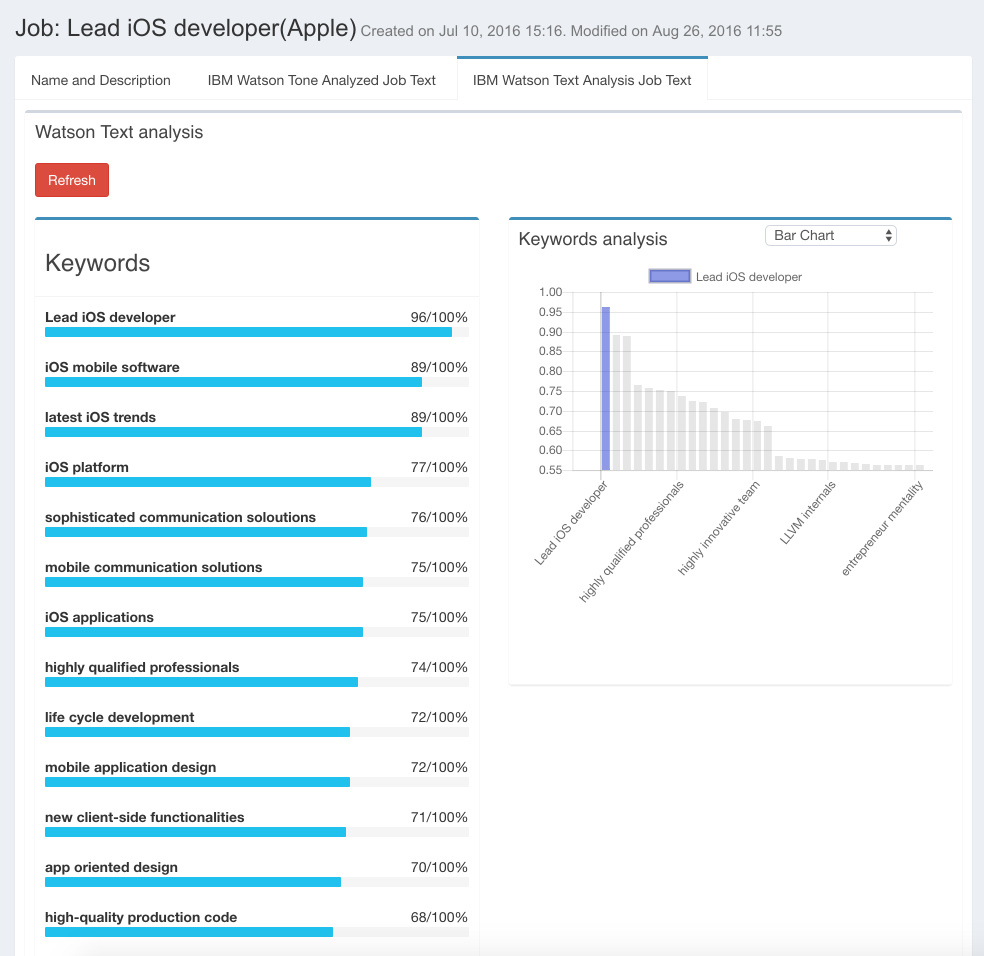 Job: Lead iOS developer(Apple) Created on Jul 10, 2016 15:16. Modified on Aug 26, 2016 11:55
Name and Description IBM Watson Tone Analyzed Job Text IBM Watson Text Analysis Job Text
Watson Text analysis
Refresh
Keywords
Lead iOS developer 96/100%
iOS mobile software 89/100%
latest iOS trends 89/100%
iOS platform 77/100%
sophisticated communication soloutions 76/100%
mobile communication solutions 75/100%
iOS applications 75/100%
highly qualified professionals 74/100%
life cycle development 72/100%
mobile application design 72/100%
new client-side functionalities 71/100%
app oriented design 70/100%
high-quality production code 68/100%
Keywords analysis Bar Chart
Lead iOS developer
1.00
0.95
0.90
0.85
0.80
0.75
0.70
0.65
0.60
0.55
Lead iOS developer
highly qualified professionals
highly innovative team
LLVM internals
entrepreneur mentality